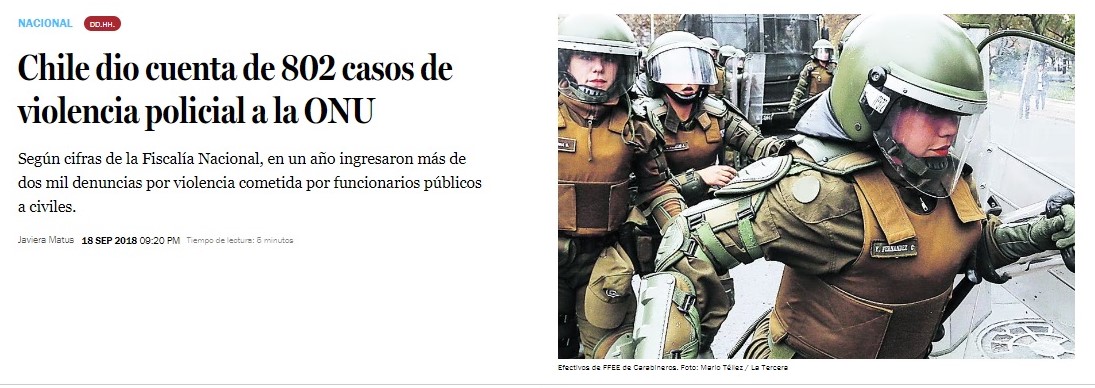 NACIONAL DD.HH.
Chile dio cuenta de 802 casos de
violencia policial a la ONU
Según cifras de la Fiscalía Nacional, en un año ingresaron más de
dos mil denuncias por violencia cometida por funcionarios públicos
a civiles.
Javiera Matus 18 SEP 2018 09:20 PM Tiempo de lectura: 6 minutos
FERNANDEZ
Efectivos de FFEE de Carabineros. Foto: Mario Téllez / La Tercera